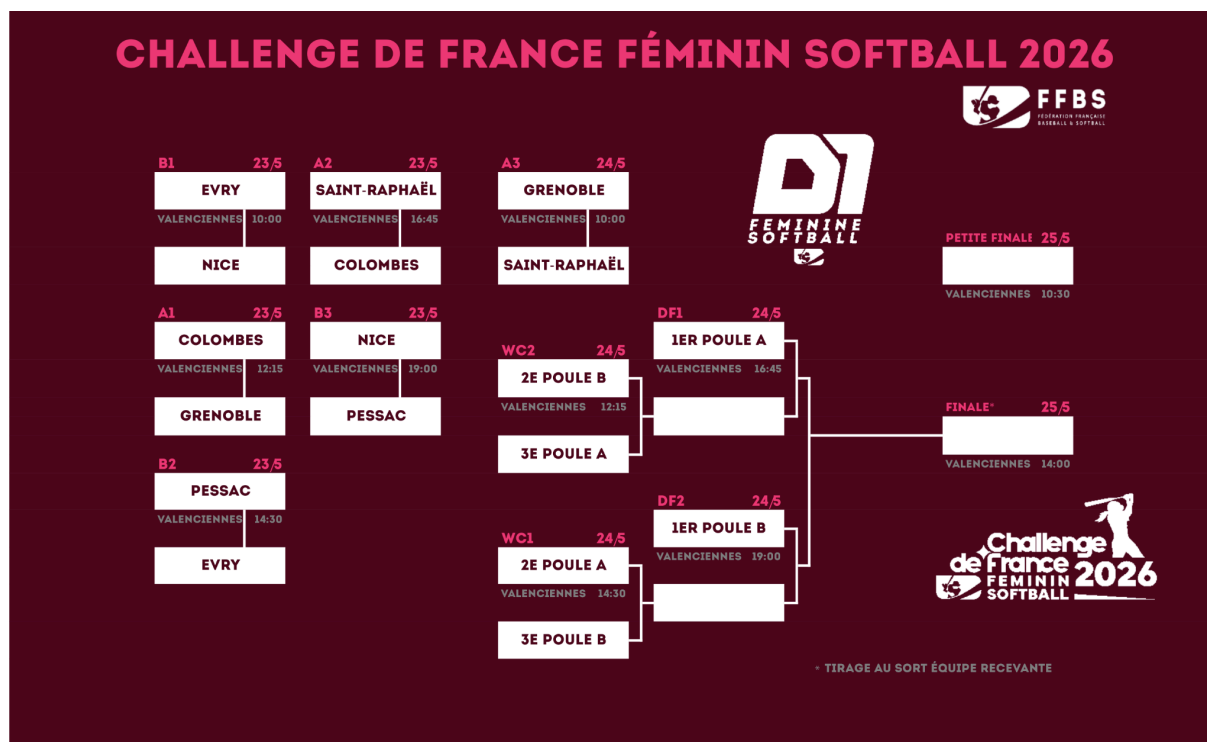 CHALLENGE DE FRANCE FÉMININ SOFTBALL 2026
FFBS
FÉDÉRATION FRANÇAISE
BASEBALL & SOFTBALL
D1
FEMININE
SOFTBALL
B1 23/5
EVRY
VALENCIENNES 10:00
NICE
A2 23/5
SAINT-RAPHAËL
VALENCIENNES 16:45
COLOMBES
A3 24/5
GRENOBLE
VALENCIENNES 10:00
SAINT-RAPHAËL
A1 23/5
COLOMBES
VALENCIENNES 12:15
GRENOBLE
B3 23/5
NICE
VALENCIENNES 19:00
PESSAC
B2 23/5
PESSAC
VALENCIENNES 14:30
EVRY
WC2 24/5
2E POULE B
VALENCIENNES 12:15
3E POULE A
WC1 24/5
2E POULE A
VALENCIENNES 14:30
3E POULE B
DF1 24/5
1ER POULE A
VALENCIENNES 16:45
DF2 24/5
1ER POULE B
VALENCIENNES 19:00
PETITE FINALE 25/5
VALENCIENNES 10:30
FINALE* 25/5
VALENCIENNES 14:00
Challenge
de France
FEMININ
SOFTBALL
2026
* TIRAGE AU SORT ÉQUIPE RECEVANTE